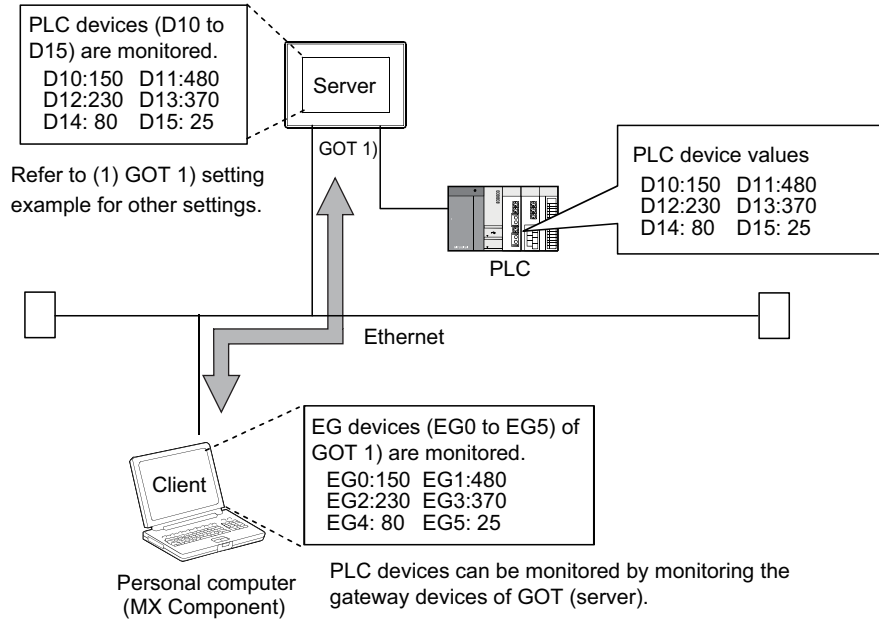 PLC devices (D10 to
D15) are monitored.
D10:150 D11:480
D12:230 D13:370
D14: 80 D15: 25
Server
GOT 1)
Refer to (1) GOT 1) setting
example for other settings.
PLC device values
D10:150 D11:480
D12:230 D13:370
D14: 80 D15: 25
PLC
Ethernet
EG devices (EG0 to EG5) of
GOT 1) are monitored.
EG0:150 EG1:480
EG2:230 EG3:370
EG4: 80 EG5: 25
Client
Personal computer
(MX Component)
PLC devices can be monitored by monitoring the
gateway devices of GOT (server).